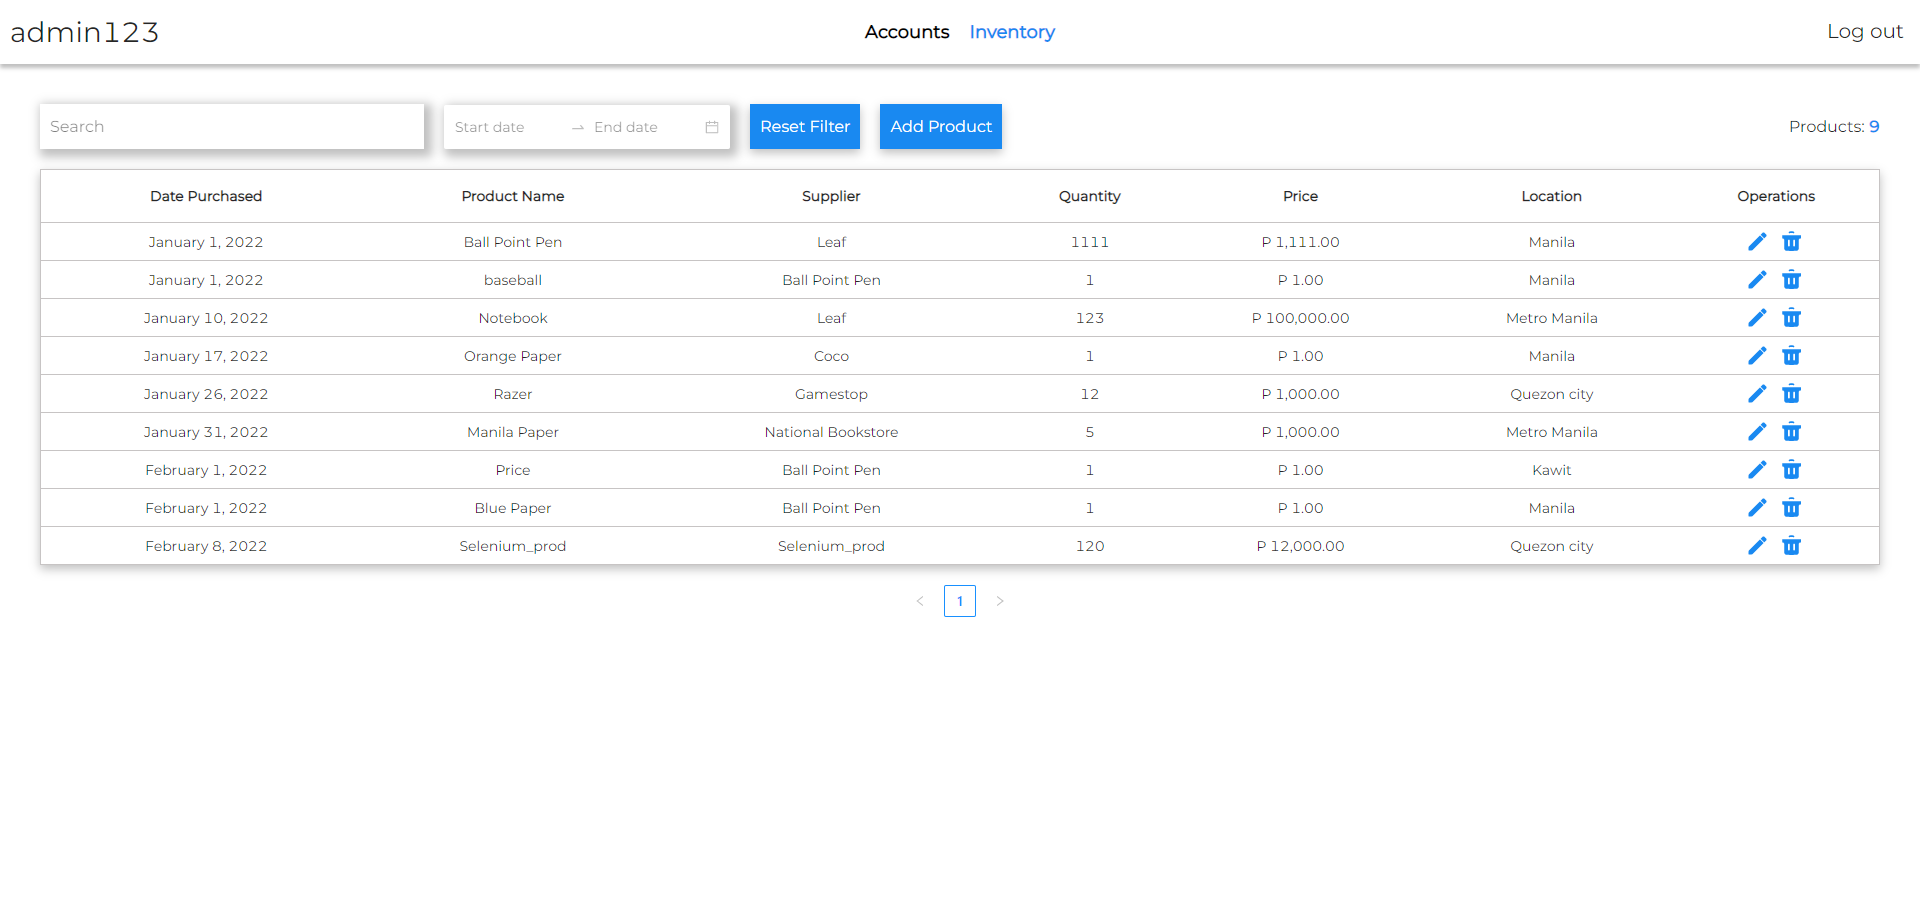 admin123 Accounts Inventory Log out
Search Start date End date Reset Filter Add Product Products: 9
Date Purchased Product Name Supplier Quantity Price Location Operations
January 1, 2022 Ball Point Pen Leaf 1111 P 1,111.00 Manila
January 1, 2022 baseball Ball Point Pen 1 P 1.00 Manila
January 10, 2022 Notebook Leaf 123 P 100,000.00 Metro Manila
January 17, 2022 Orange Paper Coco 1 P 1.00 Manila
January 26, 2022 Razer Gamestop 12 P 1,000.00 Quezon city
January 31, 2022 Manila Paper National Bookstore 5 P 1,000.00 Metro Manila
February 1, 2022 Price Ball Point Pen 1 P 1.00 Kawit
February 1, 2022 Blue Paper Ball Point Pen 1 P 1.00 Manila
February 8, 2022 Selenium_prod Selenium_prod 120 P 12,000.00 Quezon city
< 1 >